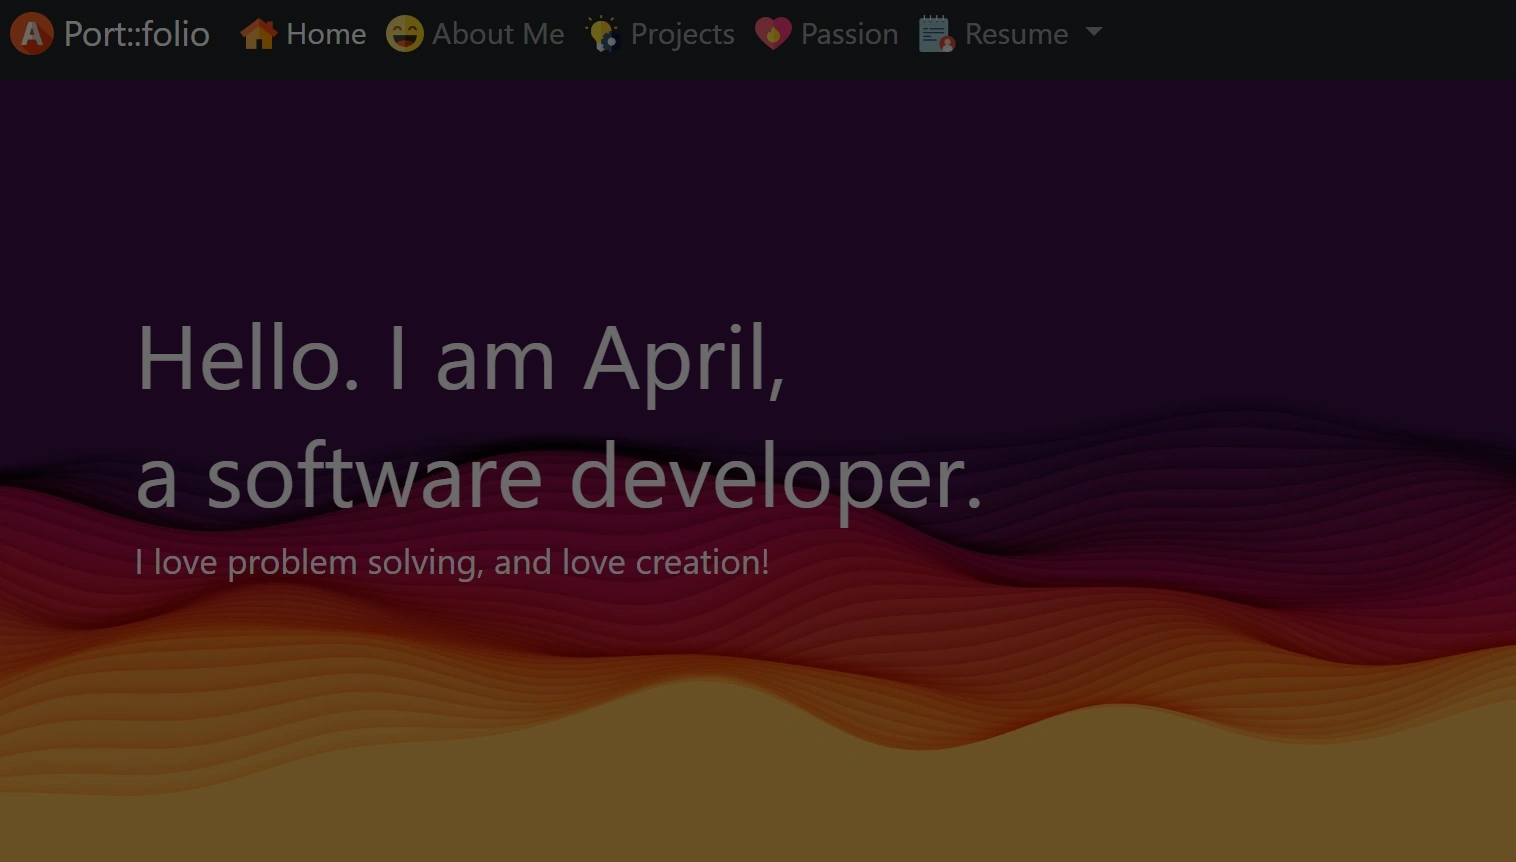 A Port::folio Home About Me Projects Passion Resume
Hello. I am April,
a software developer.
I love problem solving, and love creation!